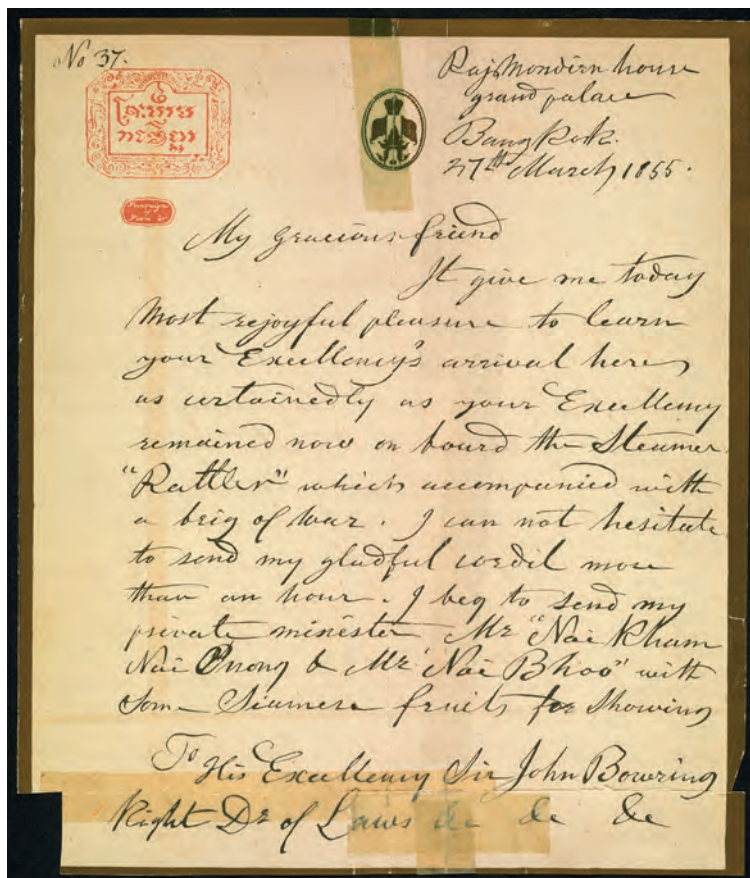 No 37.
Raj Mondirn house
grand palace
Bangkok.
27th March 1855.
My gracious friend
It give me today
Most rejoyful pleasure to learn
your Excellency's arrival here
as certainedly as your Excellency
remained now on board the Steamer
"Rattler" which accompanied with
a brig of war. I can not hesitate
to send my gladful
more
than an hour. I beg to send my
private minister Mr "Nai Kham
Nai
& Mr "Nai Bhoo" with
Some Siamese fruits for Showing
To His Excellency Sir John Bowring
Right Dr of Laws &c &c &c